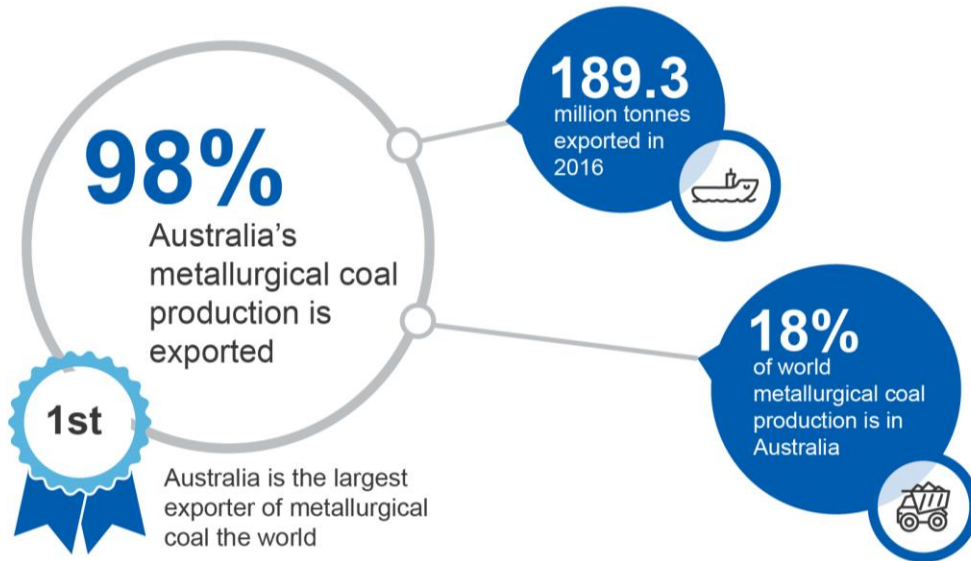 98%
Australia's
metallurgical coal
production is
exported
1st
Australia is the largest
exporter of metallurgical
coal the world
189.3
million tonnes
exported in
2016
18%
of world
metallurgical coal
production is in
Australia